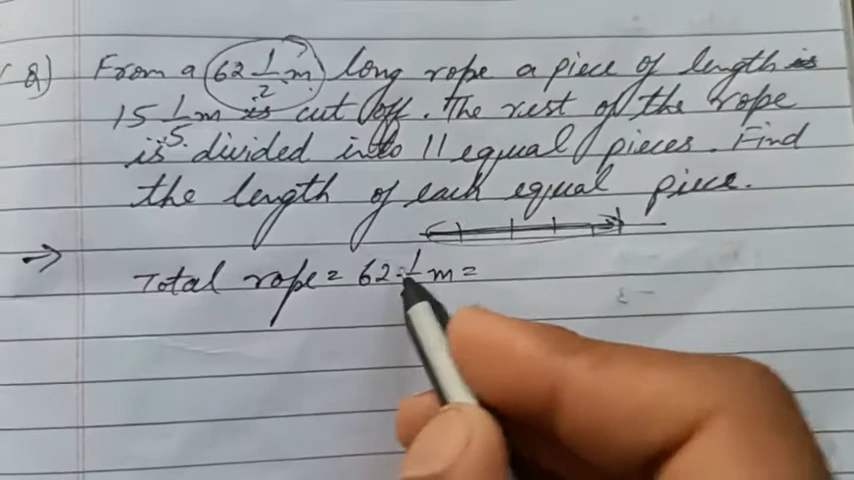 Q) From a 62 1/2 m long rope a piece of length is
15 1/5 m is cut off. The rest of the rope
is divided into 11 equal pieces. Find
the length of each equal piece.
→ Total rope = 62 1/ m =